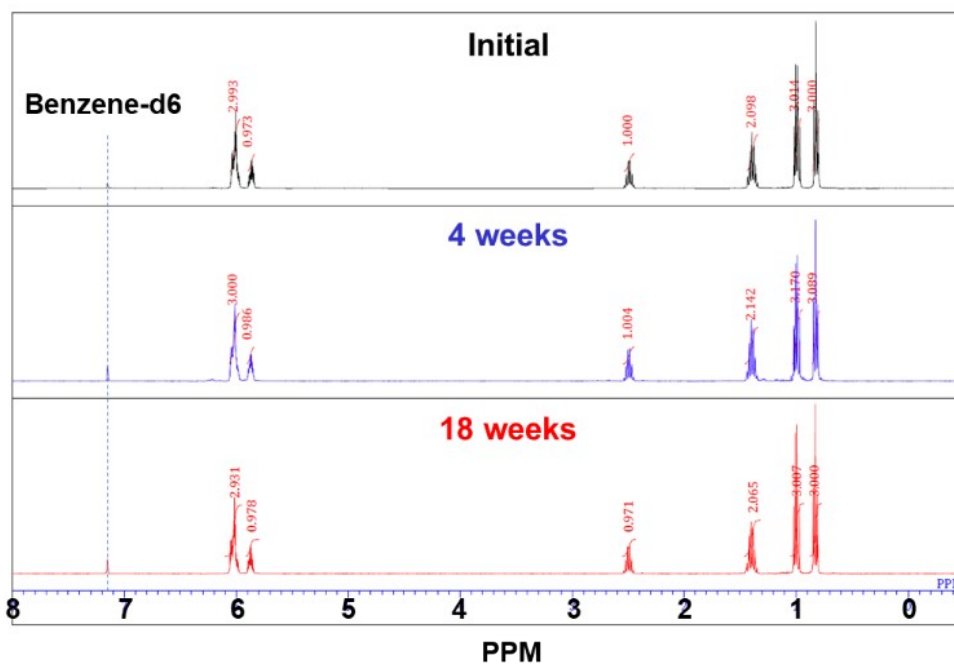 Initial
Benzene-d6
2.993
0.973
1.000
2.098
3.014
3.000
4 weeks
3.000
0.986
1.004
2.142
3.170
3.089
18 weeks
2.931
0.978
0.971
2.065
3.007
3.000
PPM
8 7 6 5 4 3 2 1 0
PPM